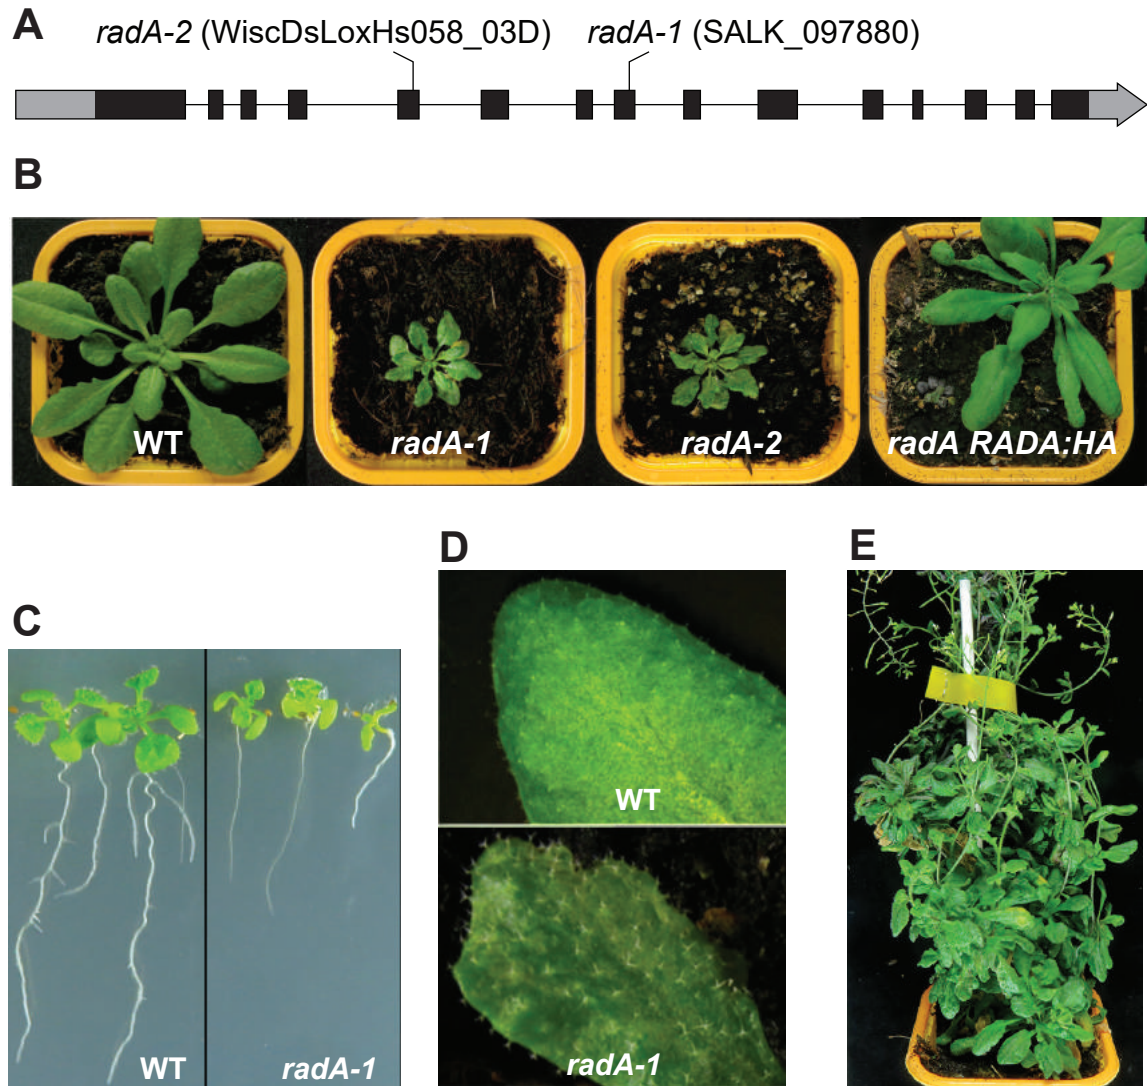 A
radA-2 (WiscDsLoxHs058_03D) radA-1 (SALK_097880)
B
WT radA-1 radA-2 radA RADA:HA
C
WT radA-1
D
WT
radA-1
E